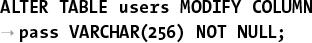 ALTER TABLE users MODIFY COLUMN
→ pass VARCHAR(256) NOT NULL;